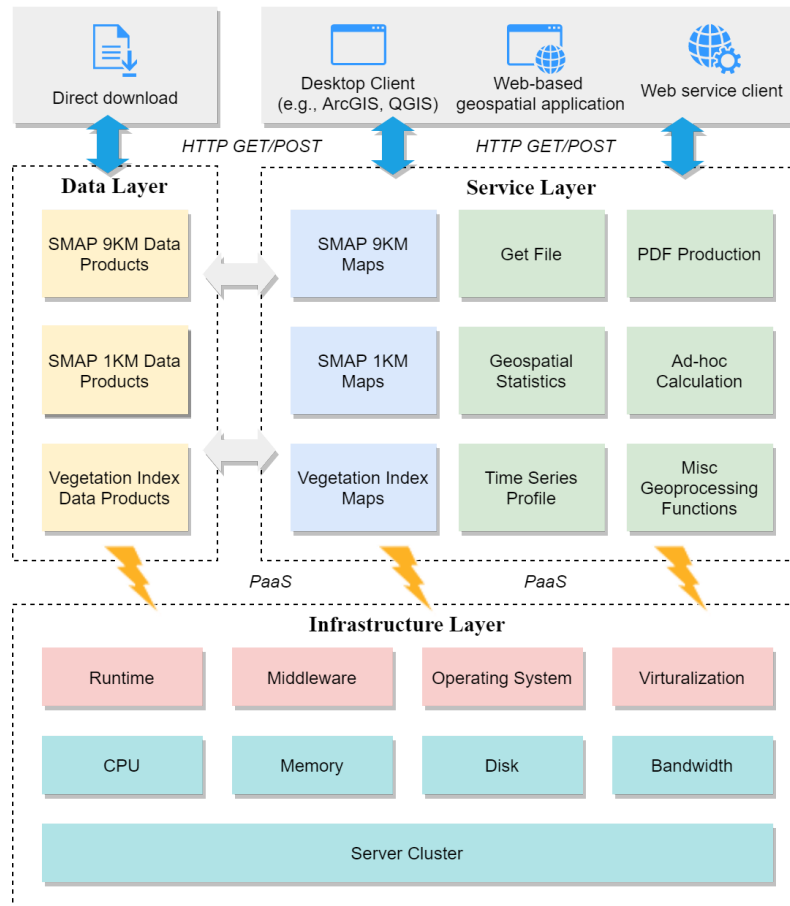 Direct download
Desktop Client
(e.g., ArcGIS, QGIS)
Web-based
geospatial application
Web service client
HTTP GET/POST
HTTP GET/POST
Data Layer
Service Layer
SMAP 9KM Data
Products
SMAP 9KM
Maps
Get File
PDF Production
SMAP 1KM Data
Products
SMAP 1KM
Maps
Geospatial
Statistics
Ad-hoc
Calculation
Vegetation Index
Data Products
Vegetation Index
Maps
Time Series
Profile
Misc
Geoprocessing
Functions
PaaS
PaaS
Infrastructure Layer
Runtime
Middleware
Operating System
Virturalization
CPU
Memory
Disk
Bandwidth
Server Cluster